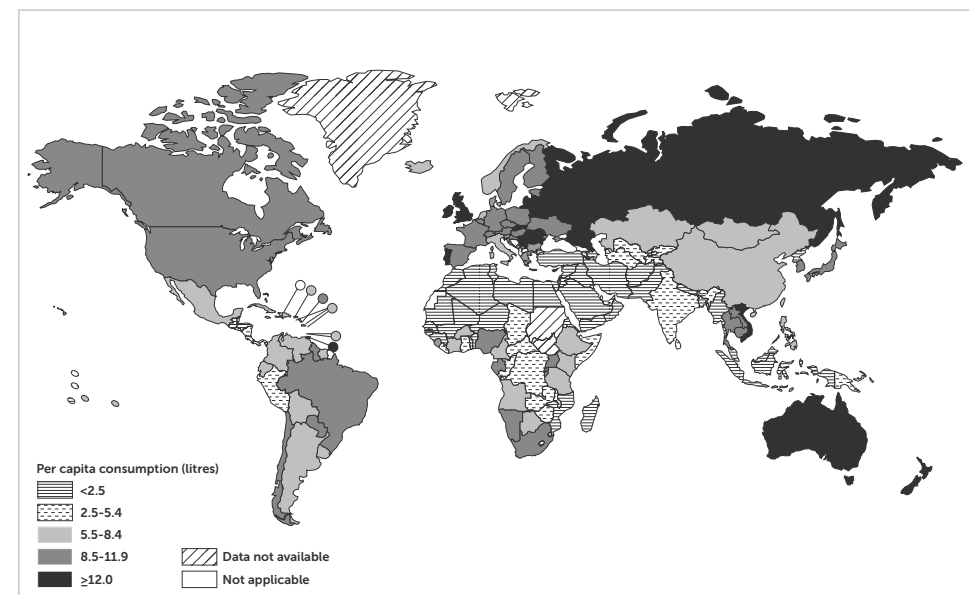 Per capita consumption (litres)
<2.5
2.5-5.4
5.5-8.4
8.5-11.9
≥12.0
Data not available
Not applicable